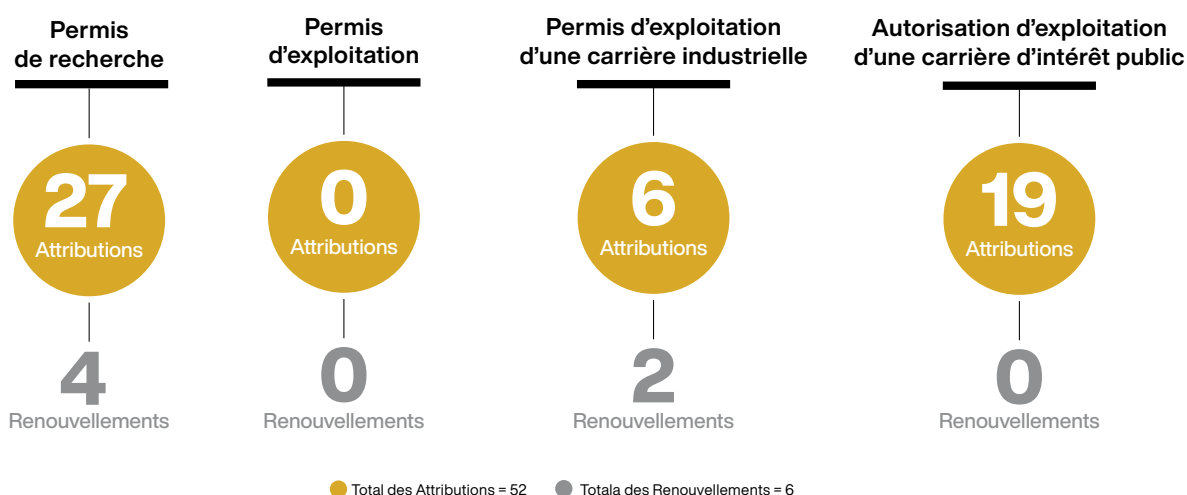 Permis
de recherche
27
Attributions
4
Renouvellements
Permis
d'exploitation
0
Attributions
0
Renouvellements
Permis d'exploitation
d'une carrière industrielle
6
Attributions
2
Renouvellements
Autorisation d'exploitation
d'une carrière d'intérêt public
19
Attributions
0
Renouvellements
Total des Attributions = 52
Totala des Renouvellements = 6